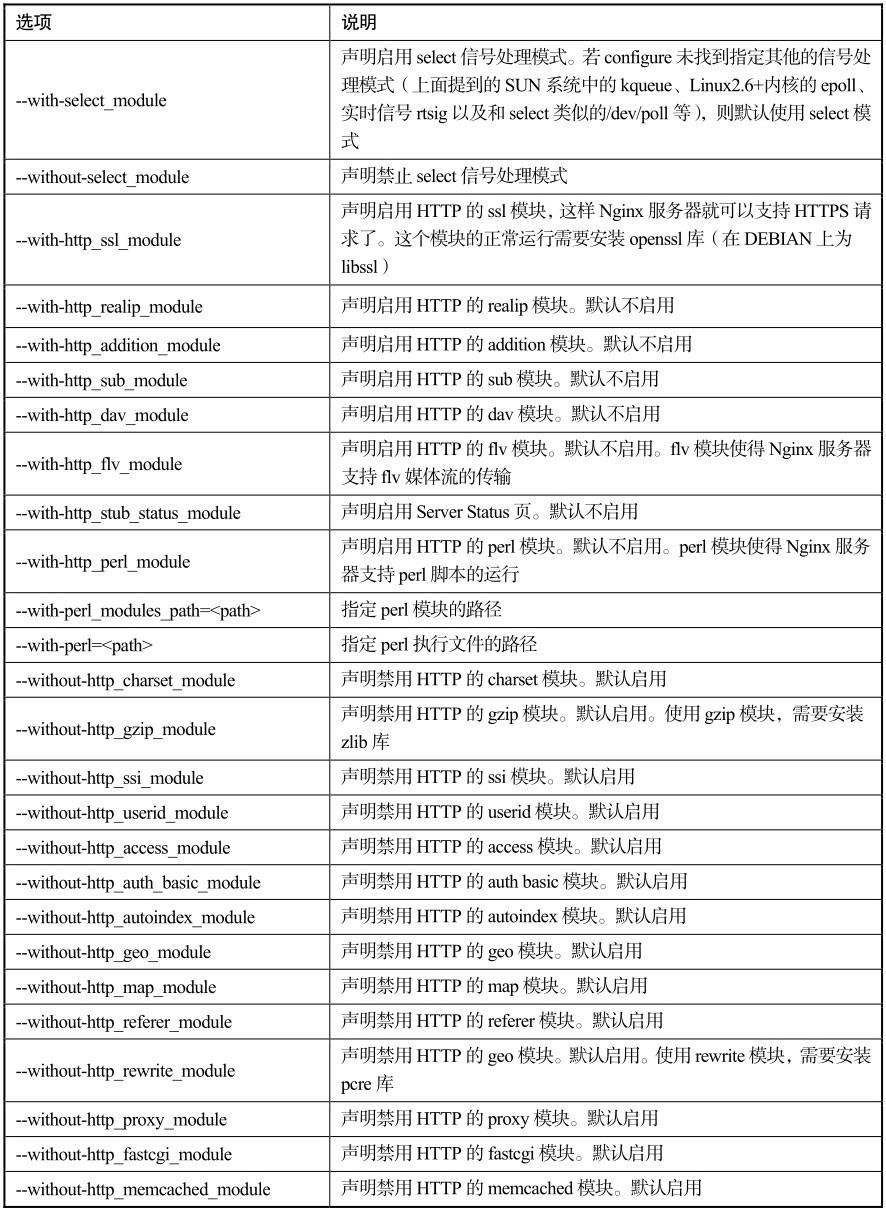 选项 说明
--with-select_module
声明启用 select 信号处理模式。若 configure 未找到指定其他的信号处
理模式（上面提到的 SUN 系统中的 kqueue、Linux2.6+内核的 epoll、
实时信号 rtsig 以及和 select 类似的/dev/poll 等），则默认使用 select 模
式
--without-select_module 声明禁止 select 信号处理模式
--with-http_ssl_module
声明启用 HTTP 的 ssl 模块，这样 Nginx 服务器就可以支持 HTTPS 请
求了。这个模块的正常运行需要安装 openssl 库（在 DEBIAN 上为
libssl）
--with-http_realip_module 声明启用 HTTP 的 realip 模块。默认不启用
--with-http_addition_module 声明启用 HTTP 的 addition 模块。默认不启用
--with-http_sub_module 声明启用 HTTP 的 sub 模块。默认不启用
--with-http_dav_module 声明启用 HTTP 的 dav 模块。默认不启用
--with-http_flv_module
声明启用 HTTP 的 flv 模块。默认不启用。flv 模块使得 Nginx 服务器
支持 flv 媒体流的传输
--with-http_stub_status_module 声明启用 Server Status 页。默认不启用
--with-http_perl_module
声明启用 HTTP 的 perl 模块。默认不启用。perl 模块使得 Nginx 服务
器支持 perl 脚本的运行
--with-perl_modules_path=<path> 指定 perl 模块的路径
--with-perl=<path> 指定 perl 执行文件的路径
--without-http_charset_module 声明禁用 HTTP 的 charset 模块。默认启用
--without-http_gzip_module
声明禁用 HTTP 的 gzip 模块。默认启用。使用 gzip 模块，需要安装
zlib 库
--without-http_ssi_module 声明禁用 HTTP 的 ssi 模块。默认启用
--without-http_userid_module 声明禁用 HTTP 的 userid 模块。默认启用
--without-http_access_module 声明禁用 HTTP 的 access 模块。默认启用
--without-http_auth_basic_module 声明禁用 HTTP 的 auth basic 模块。默认启用
--without-http_autoindex_module 声明禁用 HTTP 的 autoindex 模块。默认启用
--without-http_geo_module 声明禁用 HTTP 的 geo 模块。默认启用
--without-http_map_module 声明禁用 HTTP 的 map 模块。默认启用
--without-http_referer_module 声明禁用 HTTP 的 referer 模块。默认启用
--without-http_rewrite_module
声明禁用 HTTP 的 geo 模块。默认启用。使用 rewrite 模块，需要安装
pcre 库
--without-http_proxy_module 声明禁用 HTTP 的 proxy 模块。默认启用
--without-http_fastcgi_module 声明禁用 HTTP 的 fastcgi 模块。默认启用
--without-http_memcached_module 声明禁用 HTTP 的 memcached 模块。默认启用